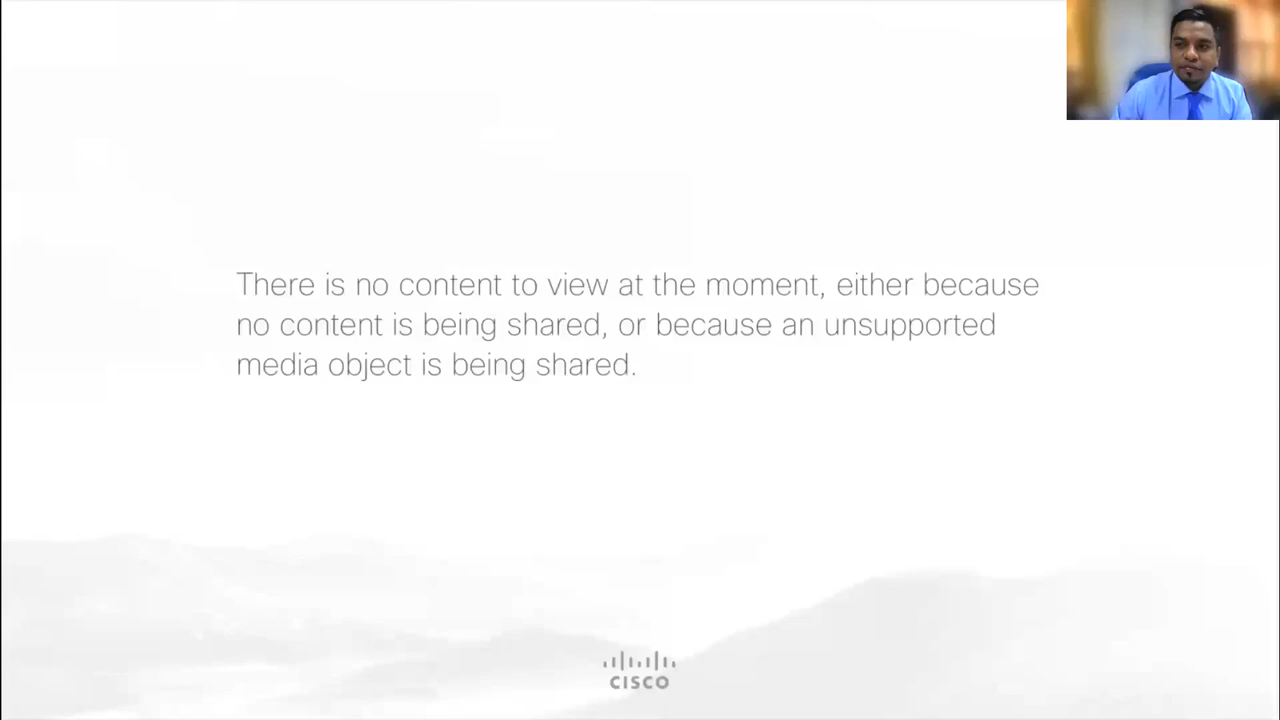 There is no content to view at the moment, either because
no content is being shared, or because an unsupported
media object is being shared.
CISCO